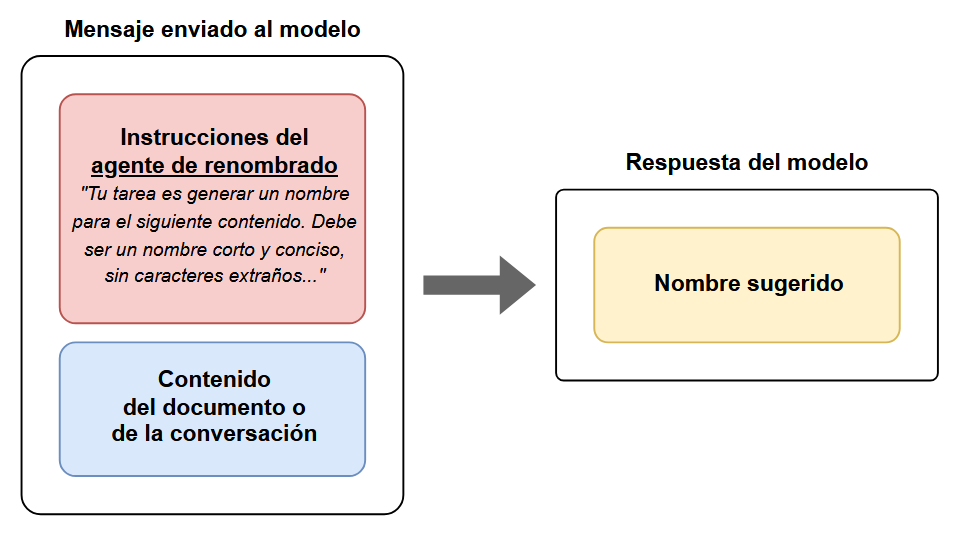 Mensaje enviado al modelo
Instrucciones del
agente de renombrado
"Tu tarea es generar un nombre
para el siguiente contenido. Debe
ser un nombre corto y conciso,
sin caracteres extraños..."
Contenido
del documento o
de la conversación
Respuesta del modelo
Nombre sugerido